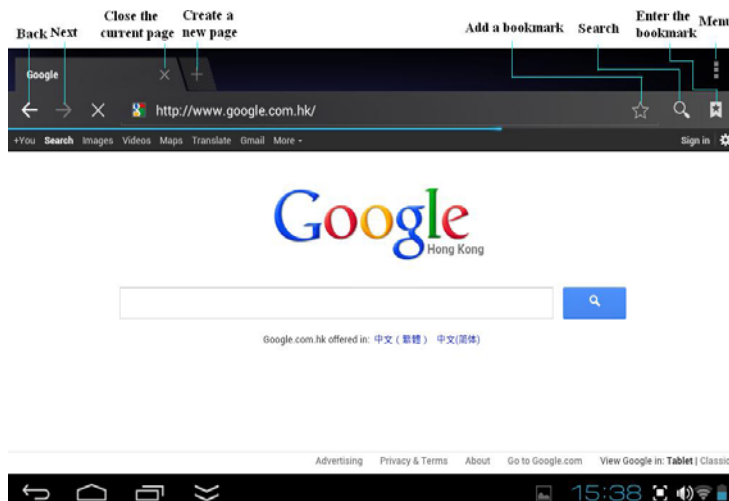 Close the Create a Enter the
Back Next current page new page Add a bookmark Search bookmark Menu
Google
http://www.google.com.hk/
+You Search Images Videos Maps Translate Gmail More Sign in
Google
Hong Kong
Google.com.hk offered in: 中文 ( 繁體 ) 中文(简体)
Advertising Privacy & Terms About Go to Google.com View Google in: Tablet | Classic
15:38